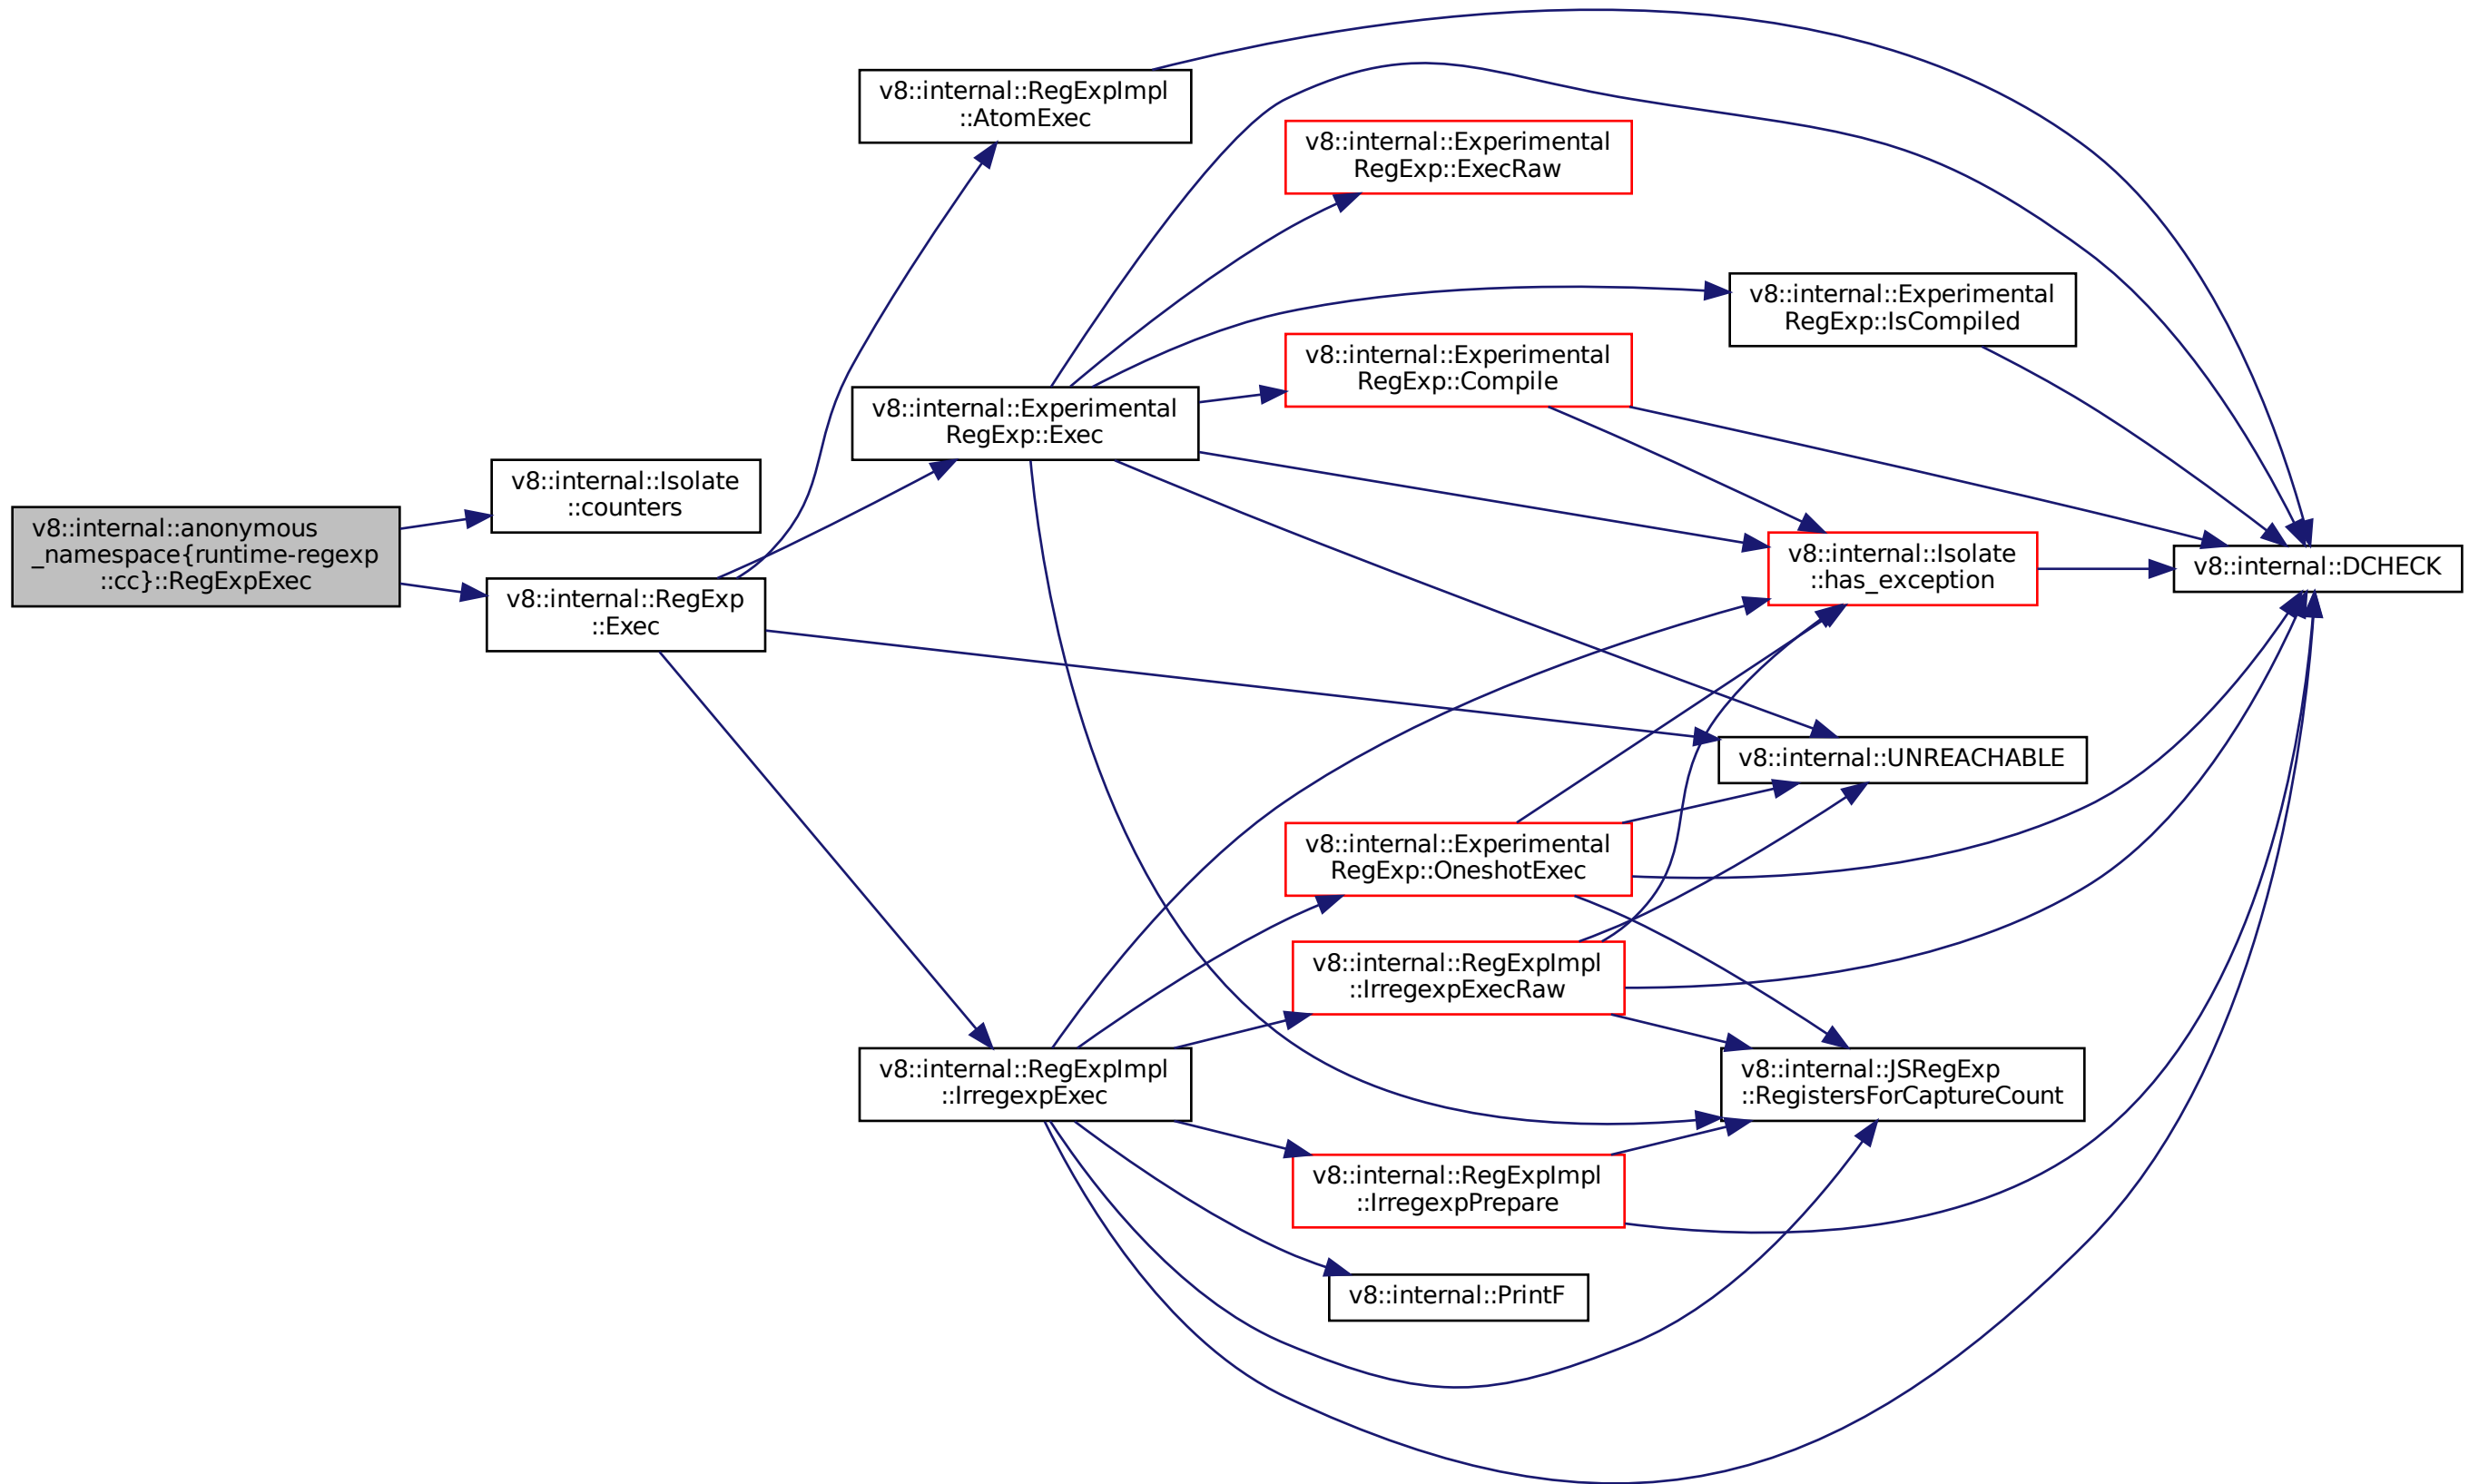 v8::internal::anonymous
_namespace{runtime-regexp
::cc}::RegExpExec
v8::internal::Isolate
::counters
v8::internal::RegExp
::Exec
v8::internal::RegExpImpl
::AtomExec
v8::internal::Experimental
RegExp::Exec
v8::internal::RegExpImpl
::IrregexpExec
v8::internal::Experimental
RegExp::ExecRaw
v8::internal::Experimental
RegExp::Compile
v8::internal::Experimental
RegExp::OneshotExec
v8::internal::RegExpImpl
::IrregexpExecRaw
v8::internal::RegExpImpl
::IrregexpPrepare
v8::internal::PrintF
v8::internal::Experimental
RegExp::IsCompiled
v8::internal::Isolate
::has_exception
v8::internal::UNREACHABLE
v8::internal::JSRegExp
::RegistersForCaptureCount
v8::internal::DCHECK